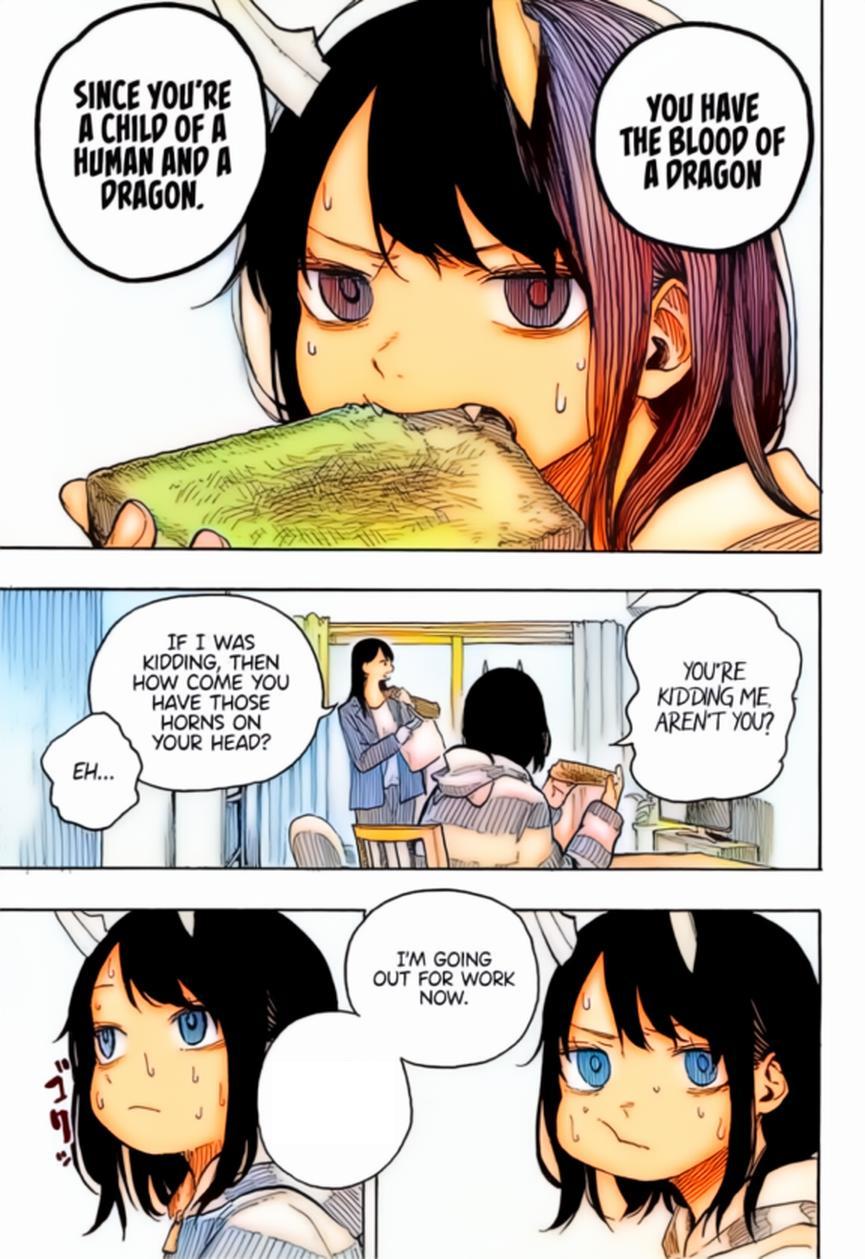 YOU HAVE
THE BLOOD OF
A DRAGON
SINCE YOU'RE
A CHILD OF A
HUMAN AND A
DRAGON.
YOU'RE
KIDDING ME,
AREN'T YOU?
IF I WAS
KIDDING, THEN
HOW COME YOU
HAVE THOSE
HORNS ON
YOUR HEAD?
EH...
I'M GOING
OUT FOR WORK
NOW.
ゴクッ